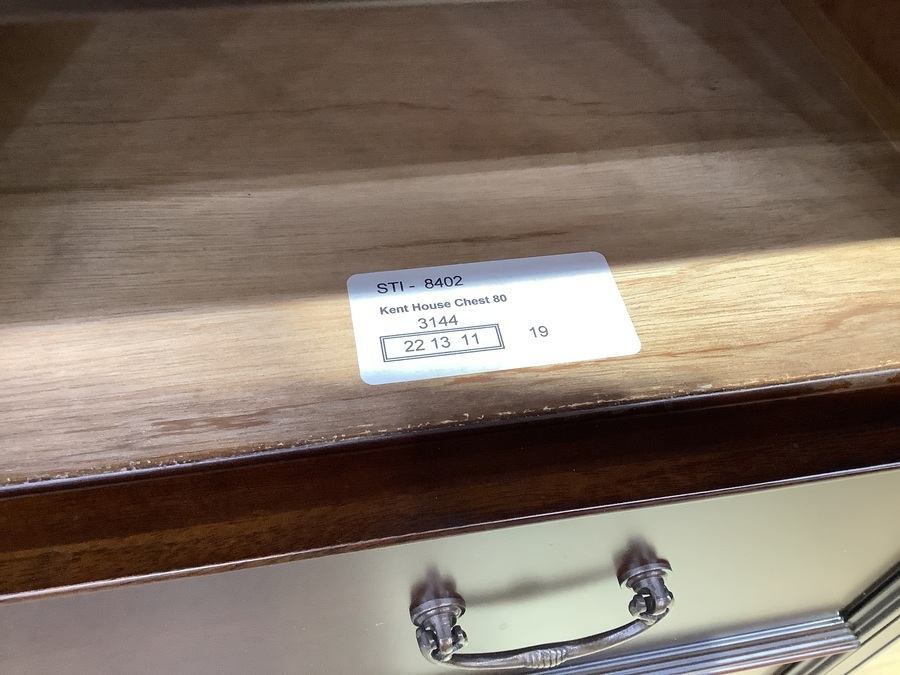 STI - 8402
Kent House Chest 80
3144
22 13 11 19